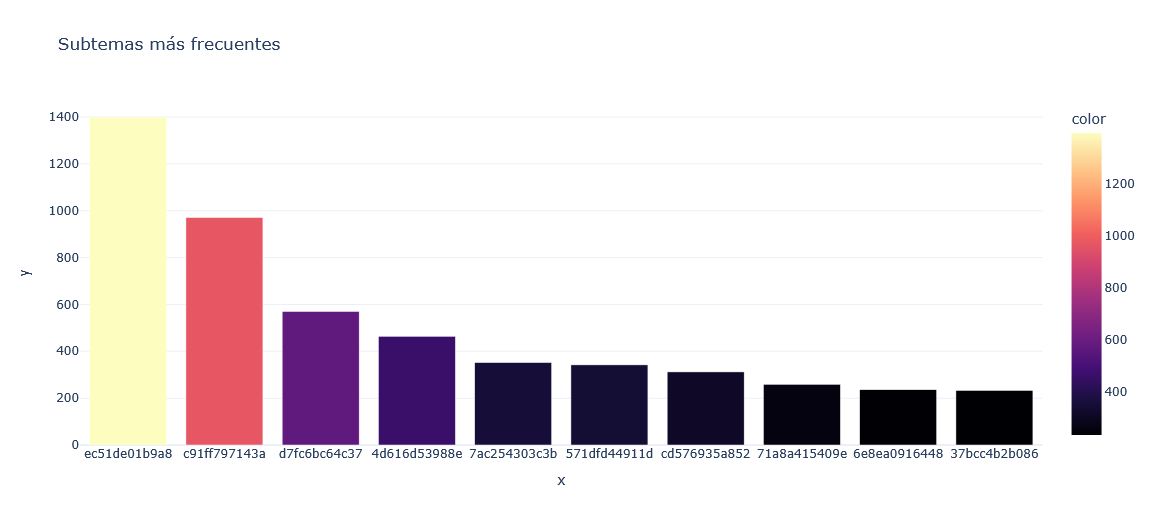 Subtemas más frecuentes
color
1400
1200
1000
800
600
400
200
0
y
1200
1000
800
600
400
ec51de01b9a8 c91ff797143a d7fc6bc64c37 4d616d53988e 7ac254303c3b 571dfd44911d cd576935a852 71a8a415409e 6e8ea0916448 37bcc4b2b086
x